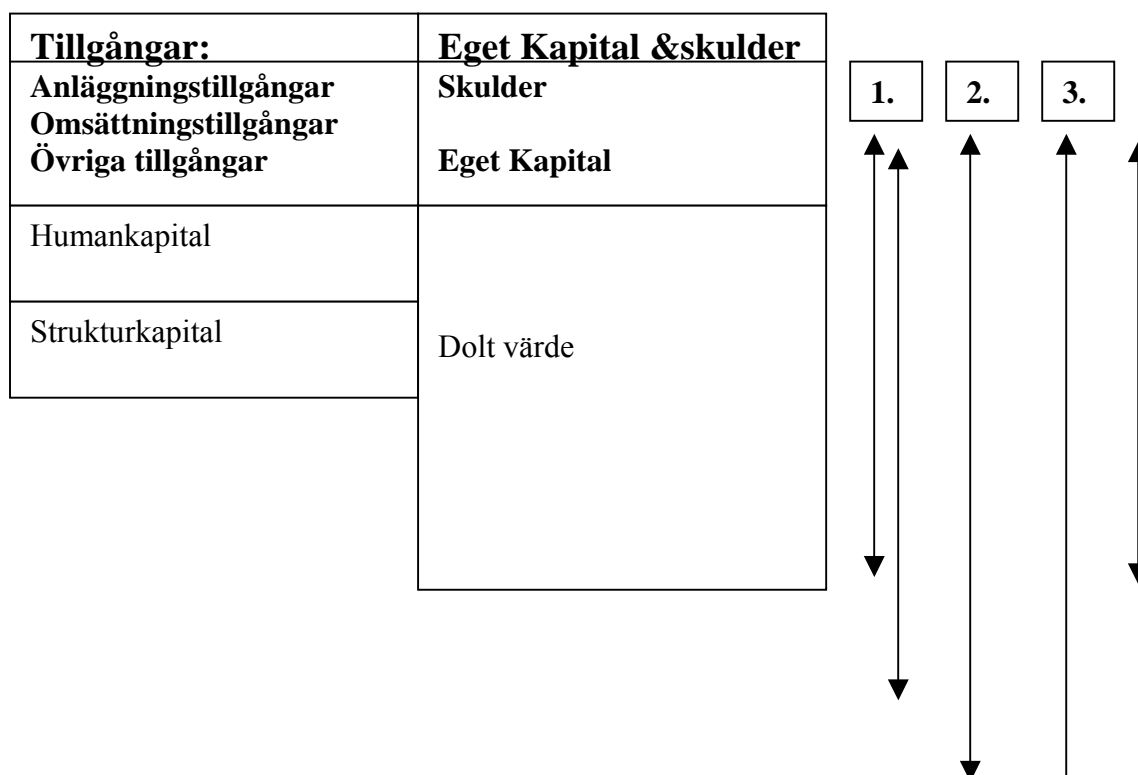 Tillgångar:
Eget Kapital &skulder
Anläggningstillgångar
Omsättningstillgångar
Övriga tillgångar
Skulder
Eget Kapital
1.
2.
3.
Humankapital
Strukturkapital
Dolt värde